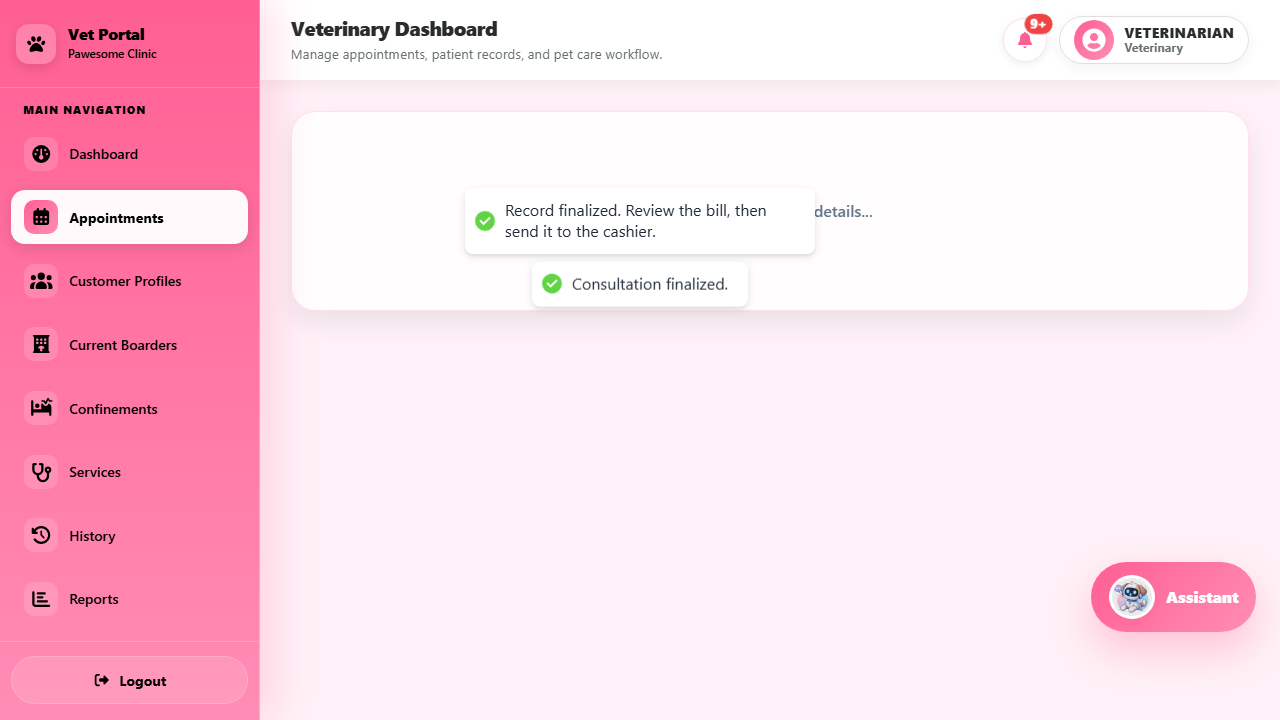 Vet Portal
Pawesome Clinic
MAIN NAVIGATION
Dashboard
Appointments
Customer Profiles
Current Boarders
Confinements
Services
History
Reports
Logout
Veterinary Dashboard
Manage appointments, patient records, and pet care workflow.
9+
VETERINARIAN
Veterinary
details...
Record finalized. Review the bill, then
send it to the cashier.
Consultation finalized.
Assistant